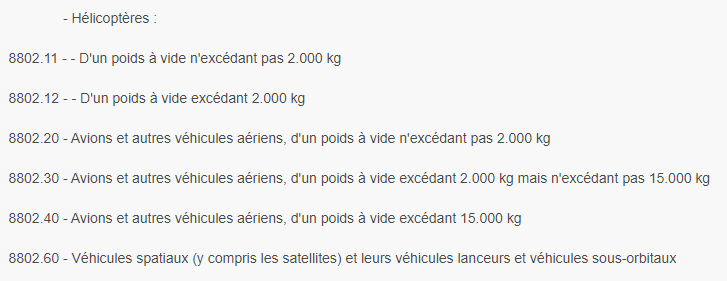 - Hélicoptères :
8802.11 - - D'un poids à vide n'excédant pas 2.000 kg
8802.12 - - D'un poids à vide excédant 2.000 kg
8802.20 - Avions et autres véhicules aériens, d'un poids à vide n'excédant pas 2.000 kg
8802.30 - Avions et autres véhicules aériens, d'un poids à vide excédant 2.000 kg mais n'excédant pas 15.000 kg
8802.40 - Avions et autres véhicules aériens, d'un poids à vide excédant 15.000 kg
8802.60 - Véhicules spatiaux (y compris les satellites) et leurs véhicules lanceurs et véhicules sous-orbitaux